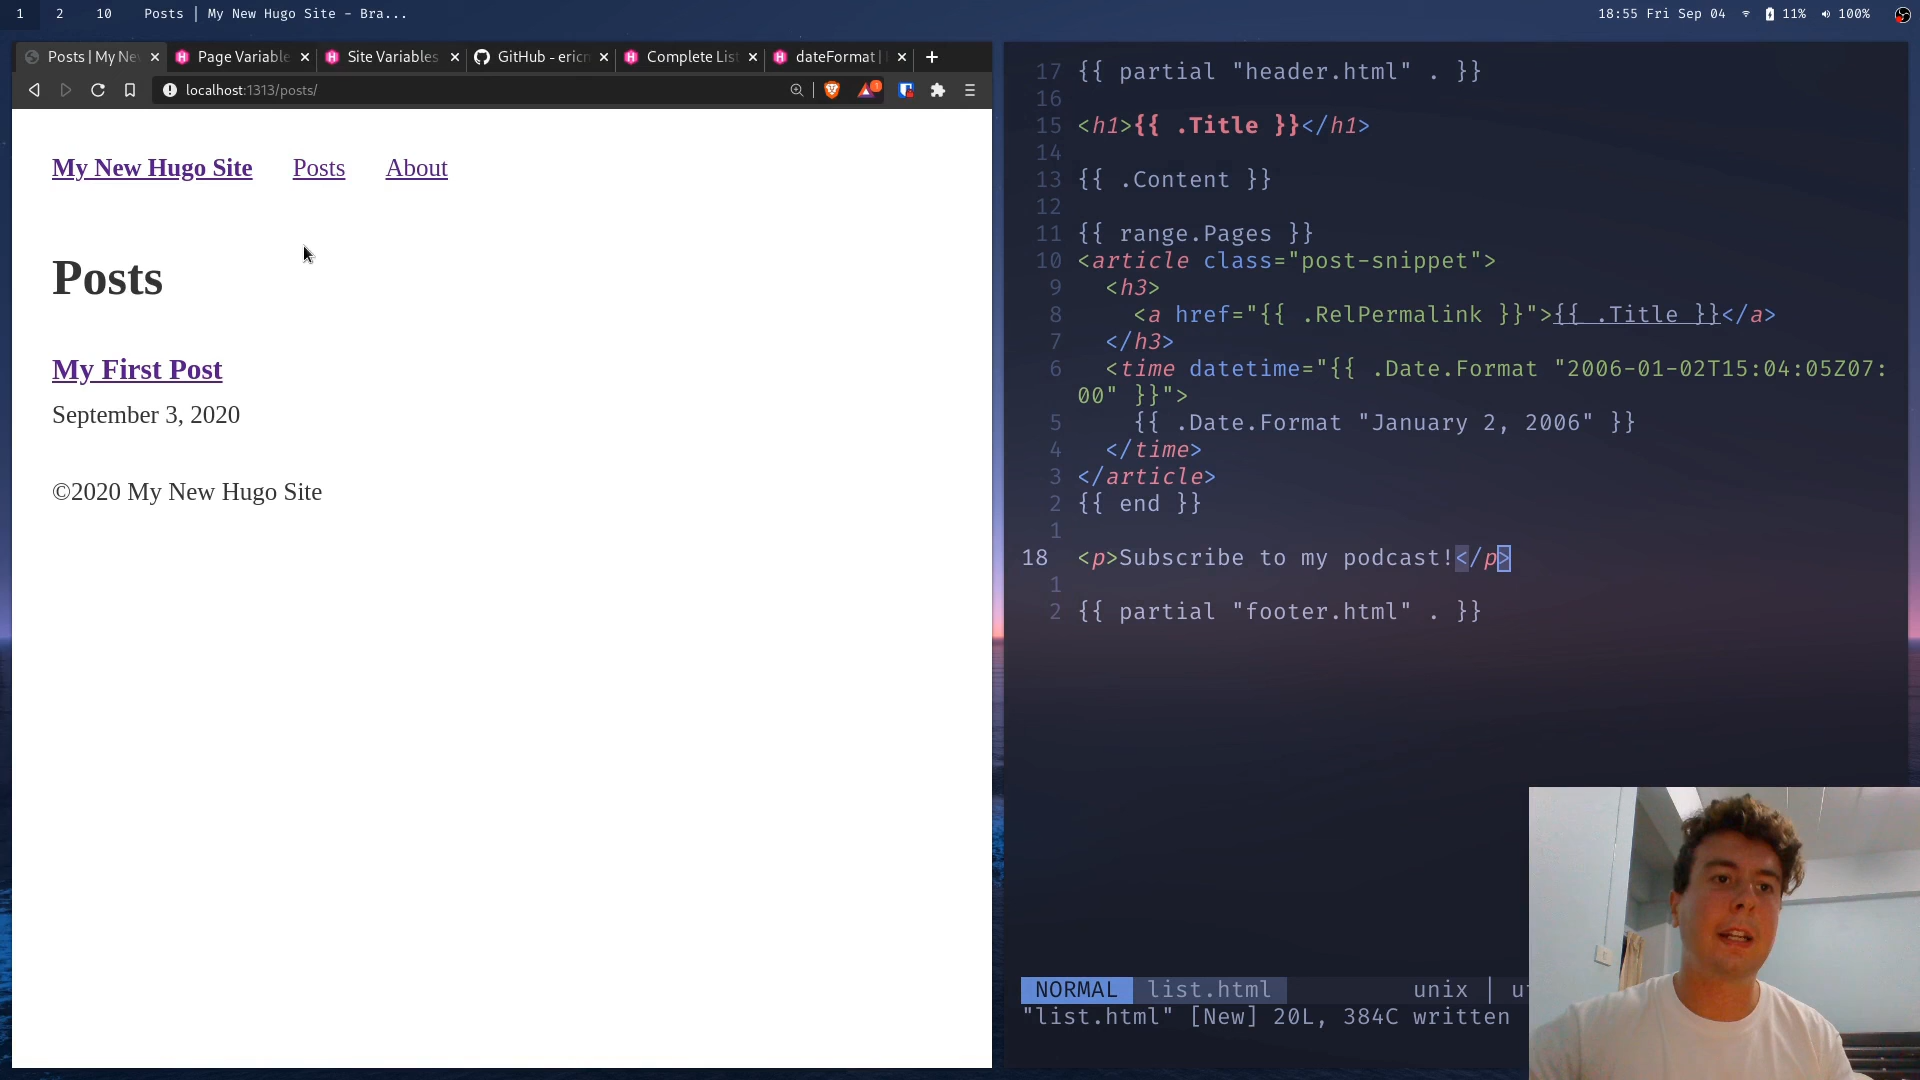 1 2 10 Posts | My New Hugo Site - Bra... 18:55 Fri Sep 04 11% 100%
Posts | My Ne Page Variable Site Variables GitHub - eric Complete List dateFormat |
localhost:1313/posts/ 1
My New Hugo Site Posts About
Posts
My First Post
September 3, 2020
©2020 My New Hugo Site
17 {{ partial "header.html" . }}
16
15 <h1>{{ .Title }}</h1>
14
13 {{ .Content }}
12
11 {{ range.Pages }}
10 <article class="post-snippet">
9 <h3>
8 <a href="{{ .RelPermalink }}">{{ .Title }}</a>
7 </h3>
6 <time datetime="{{ .Date.Format "2006-01-02T15:04:05Z07:
00" }}">
5 {{ .Date.Format "January 2, 2006" }}
4 </time>
3 </article>
2 {{ end }}
1
18 <p>Subscribe to my podcast!</p>
1
2 {{ partial "footer.html" . }}
NORMAL list.html unix | u
"list.html" [New] 20L, 384C written